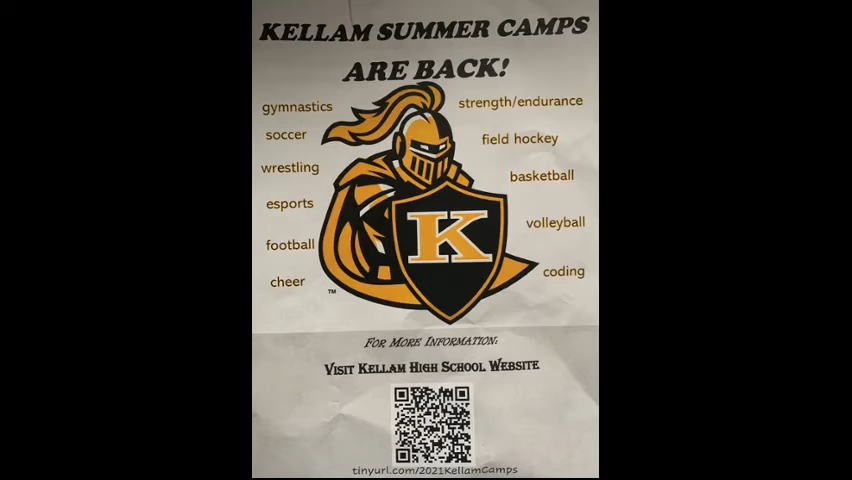 KELLAM SUMMER CAMPS
ARE BACK!
gymnastics
soccer
wrestling
esports
football
cheer
strength/endurance
field hockey
basketball
volleyball
coding
K
TM
FOR MORE INFORMATION:
VISIT KELLAM HIGH SCHOOL WEBSITE
tinyurl.com/2021KellamCamps